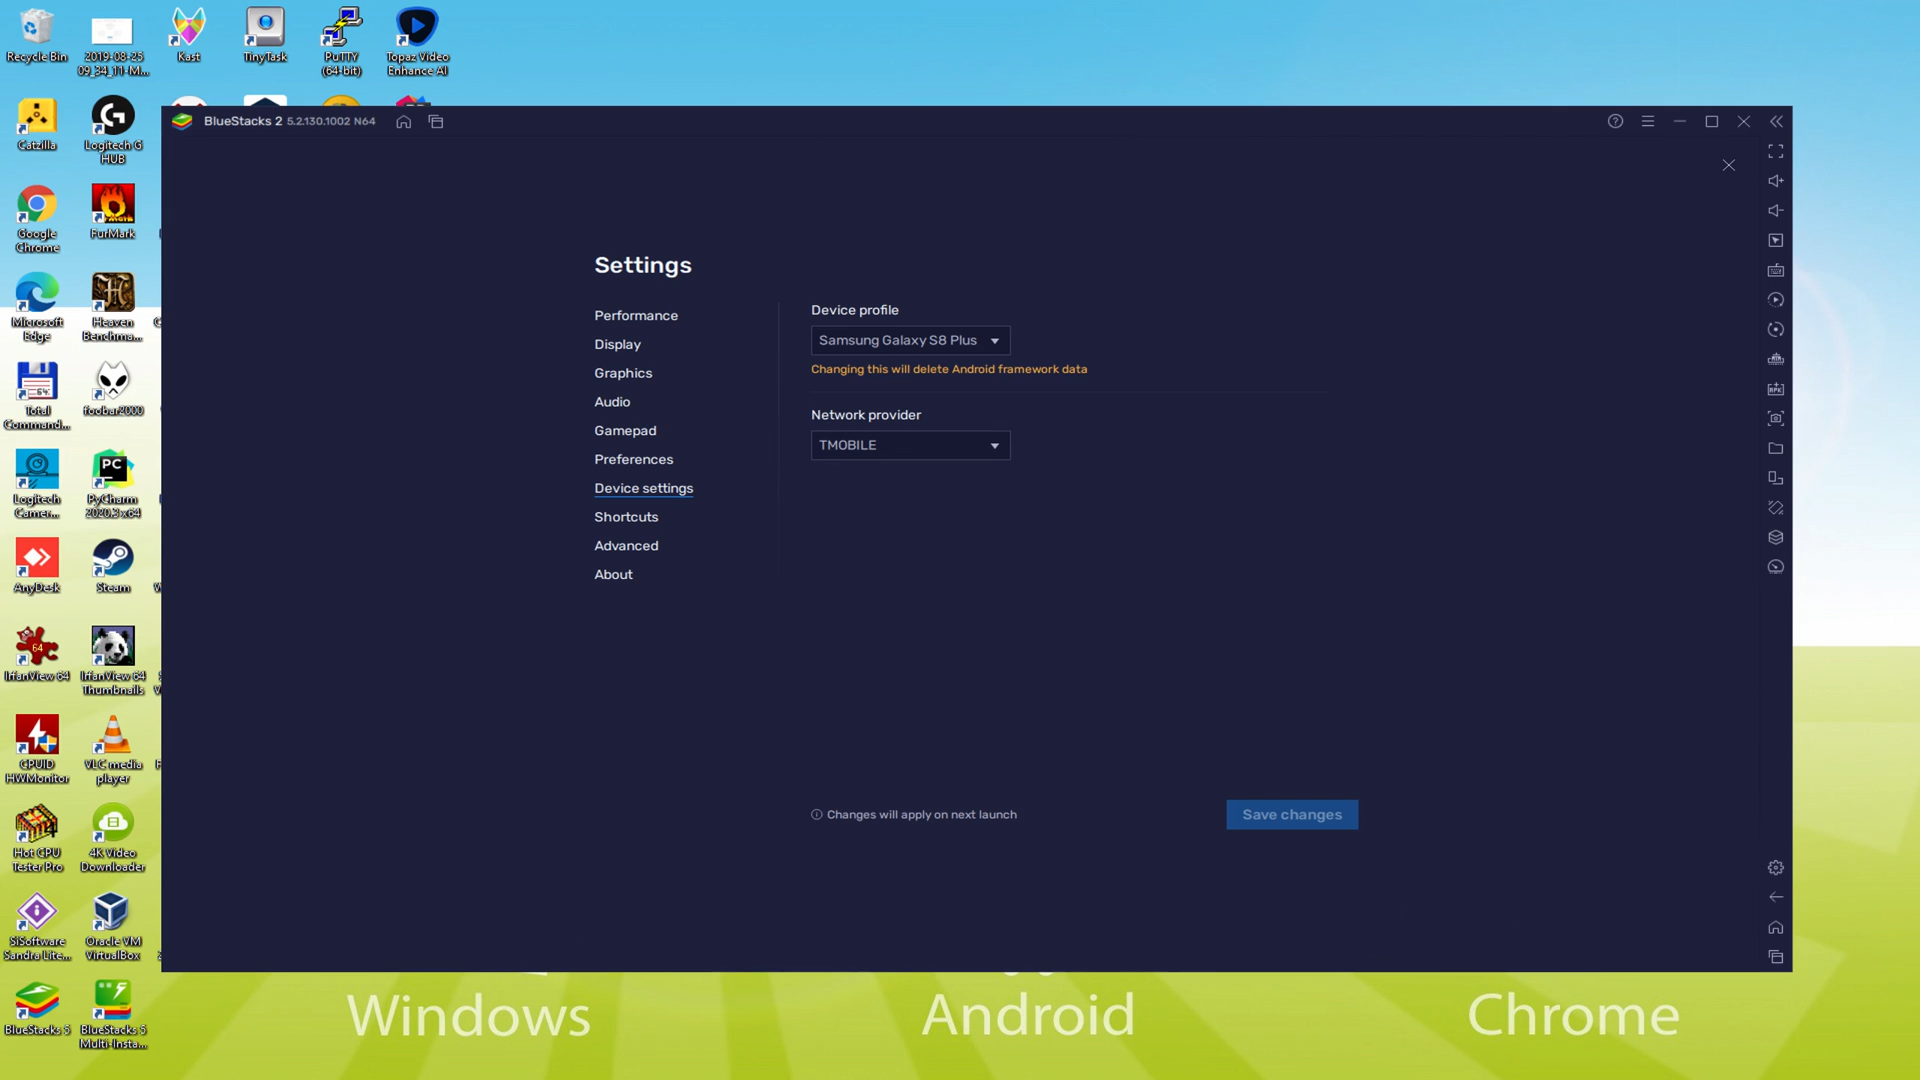 Recycle Bin
2019-08-25
09_34_11-M...
Kast
TinyTask
PuTTY
(64-bit)
Topaz Video
Enhance AI
Catzilla
Logitech G
HUB
Google
Chrome
FurMark
Microsoft
Edge
Heaven
Benchma...
Total
Command...
foobar2000
Logitech
Camer...
PyCharm
2020.3 x64
AnyDesk
Steam
IrfanView 64
IrfanView 64
Thumbnails
CPUID
HWMonitor
VLC media
player
Hot CPU
Tester Pro
4K Video
Downloader
SiSoftware
Sandra Lite...
Oracle VM
VirtualBox
BlueStacks 5
BlueStacks 5
Multi-Insta...
BlueStacks 2 5.2.130.1002 N64
Settings
Performance
Display
Graphics
Audio
Gamepad
Preferences
Device settings
Shortcuts
Advanced
About
Device profile
Samsung Galaxy S8 Plus
Changing this will delete Android framework data
Network provider
TMOBILE
Changes will apply on next launch
Save changes
Windows
Android
Chrome